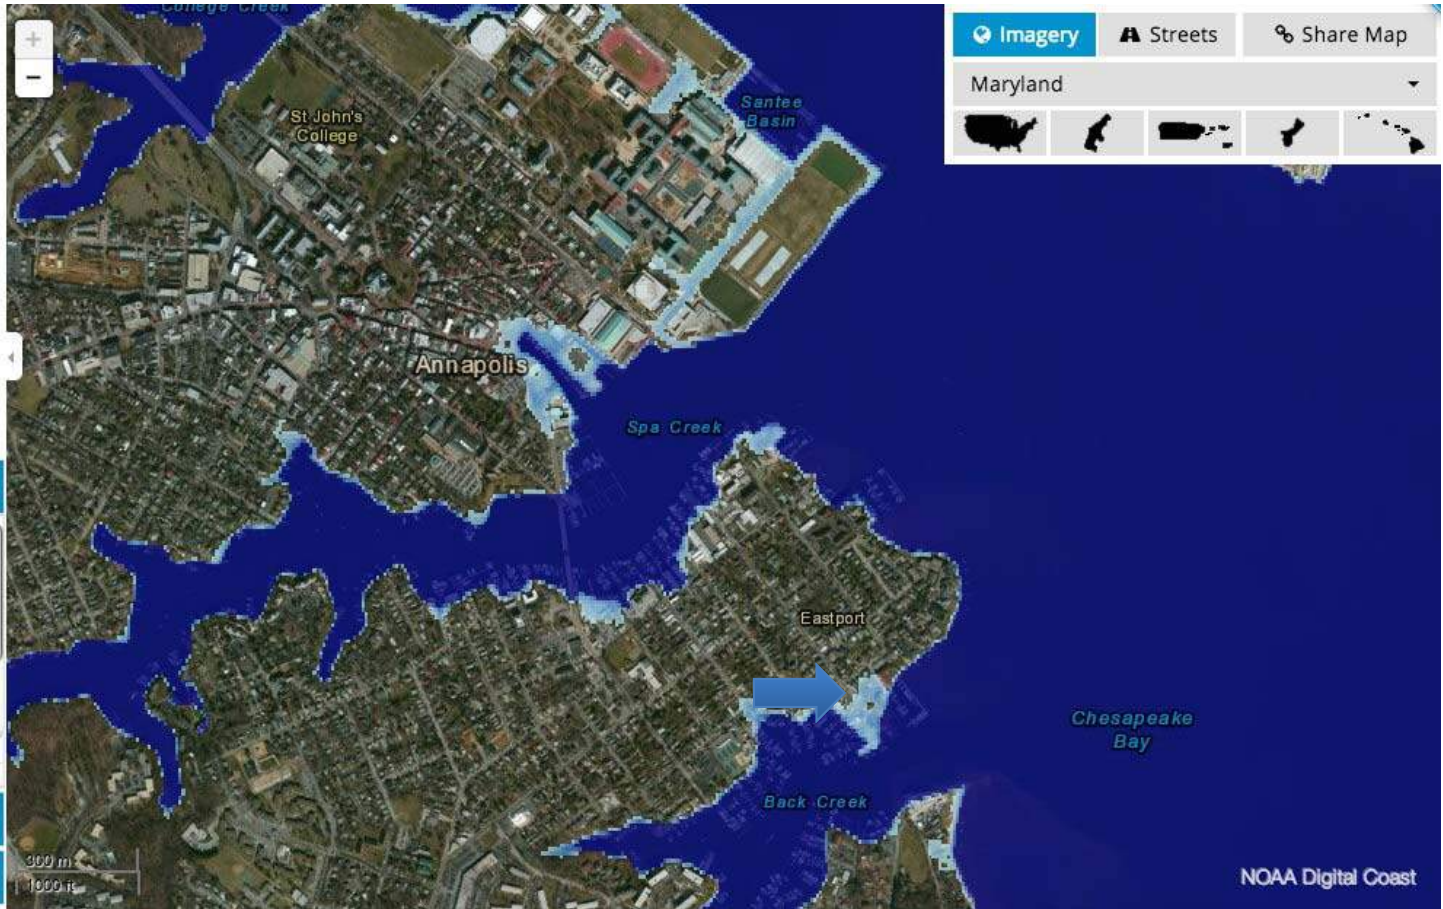 College Creek
+
−
Imagery
Streets
Share Map
Maryland
St John's
College
Santee
Basin
Annapolis
Spa Creek
Eastport
Chesapeake
Bay
Back Creek
300 m
1000 ft
NOAA Digital Coast